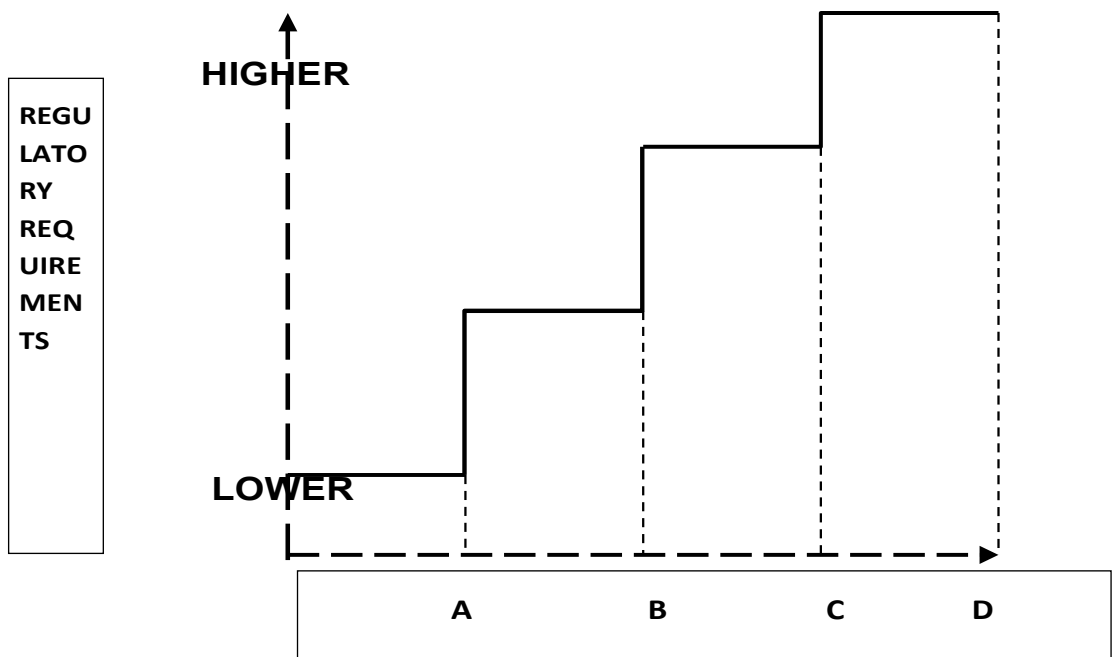 HIGHER
REGU
LATO
RY
REQ
UIRE
MEN
TS
LOWER
A B C D